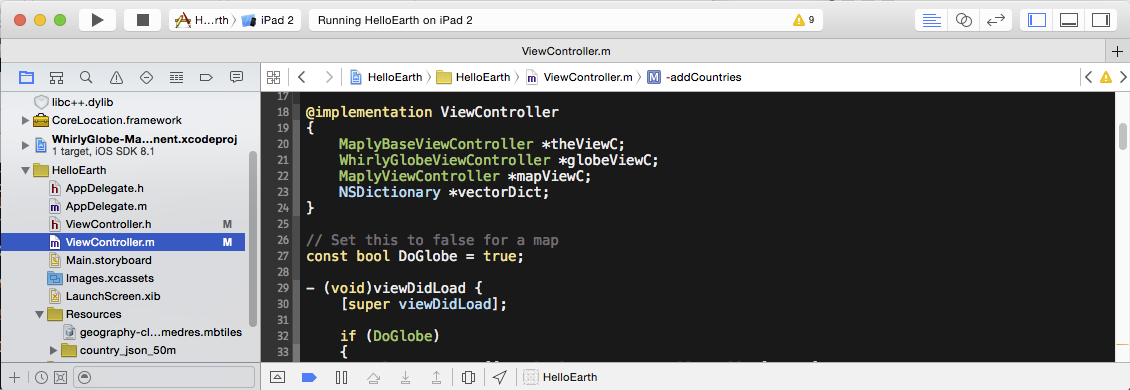 H...rth
iPad 2
Running HelloEarth on iPad 2
9
ViewController.m
HelloEarth
HelloEarth
ViewController.m
M
-addCountries
libc++.dylib
CoreLocation.framework
WhirlyGlobe-Ma...nent.xcodeproj
1 target, iOS SDK 8.1
HelloEarth
h AppDelegate.h
m AppDelegate.m
h ViewController.h M
m ViewController.m M
Main.storyboard
Images.xcassets
LaunchScreen.xib
Resources
geography-cl...medres.mbtiles
country_json_50m
17
18 @implementation ViewController
19 {
20 MaplyBaseViewController *theViewC;
21 WhirlyGlobeViewController *globeViewC;
22 MaplyViewController *mapViewC;
23 NSDictionary *vectorDict;
24 }
25
26 // Set this to false for a map
27 const bool DoGlobe = true;
28
29 - (void)viewDidLoad {
30 [super viewDidLoad];
31
32 if (DoGlobe)
33 {
HelloEarth